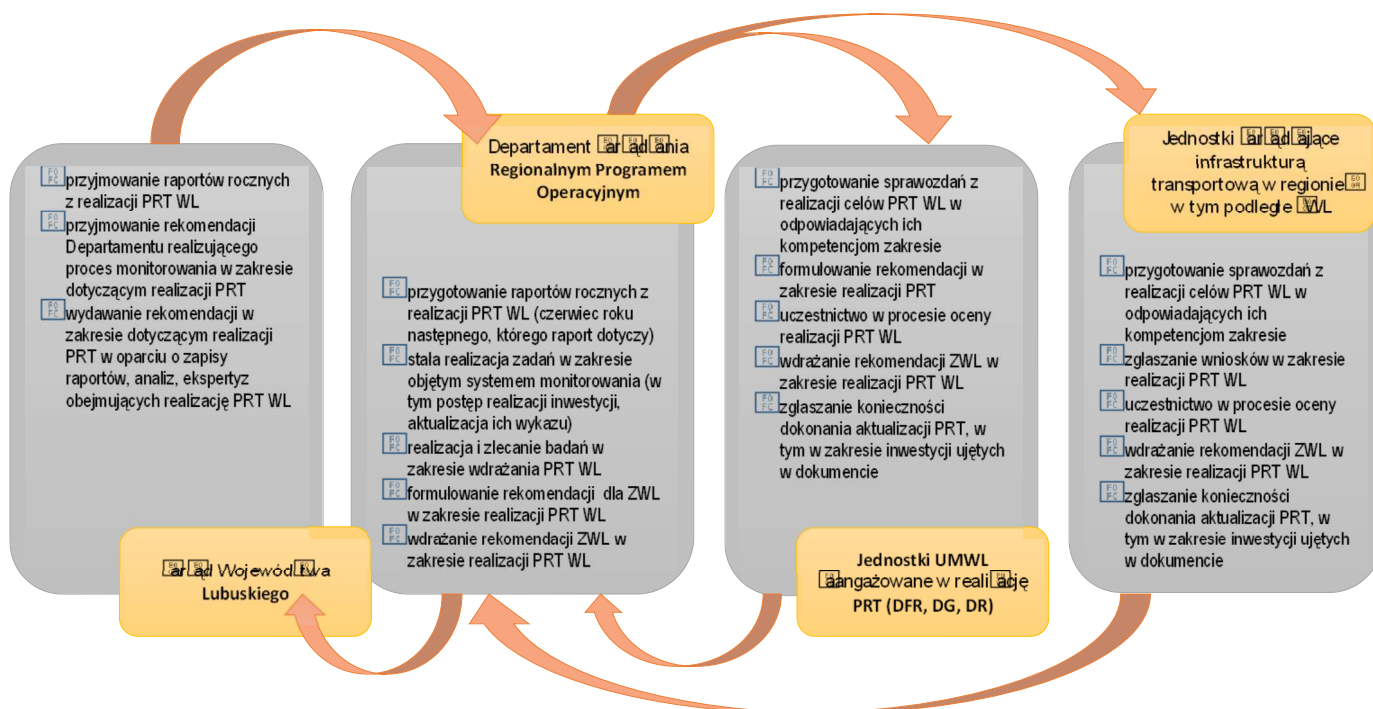 przyjmowanie raportów rocznych
z realizacji PRT WL
przyjmowanie rekomendacji
Departamentu realizującego
proces monitorowania w zakresie
dotyczącym realizacji PRT
wydawanie rekomendacji w
zakresie dotyczącym realizacji
PRT w oparciu o zapisy
raportów, analiz, ekspertyz
obejmujących realizację PRT WL
Lubuskiego
Departament
Regionalnym Programem
Operacyjnym
przygotowanie raportów rocznych z
realizacji PRT WL (czerwiec roku
następnego, którego raport dotyczy)
stała realizacja zadań w zakresie
objętym systemem monitorowania (w
tym postęp realizacji inwestycji,
aktualizacja ich wykazu)
realizacja i zlecanie badań w
zakresie wdrażania PRT WL
formułowanie rekomendacji dla ZWL
w zakresie realizacji PRT WL
wdrażanie rekomendacji ZWL w
zakresie realizacji PRT WL
przygotowanie sprawozdań z
realizacji celów PRT WL w
odpowiadających ich
kompetencjom zakresie
formułowanie rekomendacji w
zakresie realizacji PRT
uczestnictwo w procesie oceny
realizacji PRT WL
wdrażanie rekomendacji ZWL w
zakresie realizacji PRT WL
zgłaszanie konieczności
dokonania aktualizacji PRT, w
tym w zakresie inwestycji ujętych
w dokumencie
Jednostki UMWL
w
PRT (DFR, DG, DR)
Jednostki
infrastrukturą
transportową w regionie
w tym podległe
przygotowanie sprawozdań z
realizacji celów PRT WL w
odpowiadających ich
kompetencjom zakresie
zgłaszanie wniosków w zakresie
realizacji PRT WL
uczestnictwo w procesie oceny
realizacji PRT WL
wdrażanie rekomendacji ZWL w
zakresie realizacji PRT WL
zgłaszanie konieczności
dokonania aktualizacji PRT, w
tym w zakresie inwestycji ujętych
w dokumencie